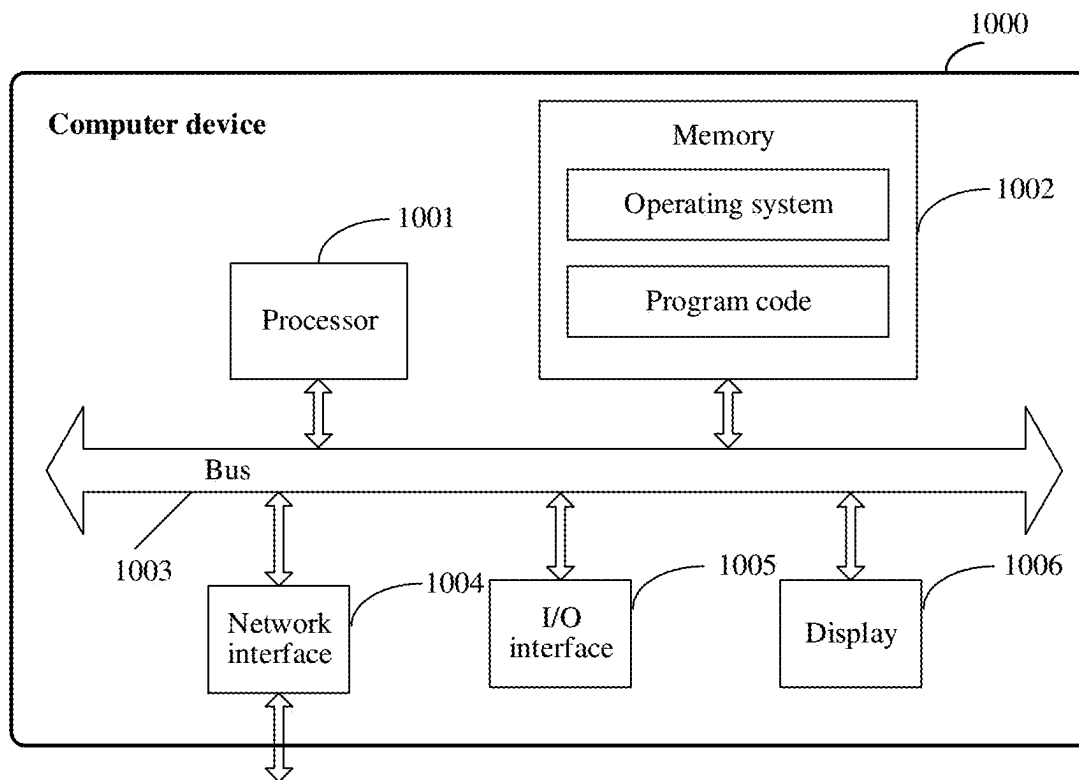 1000
Computer device
Memory
Operating system
Program code
1002
1001
Processor
Bus
1003
1004
Network
interface
1005
I/O
interface
1006
Display